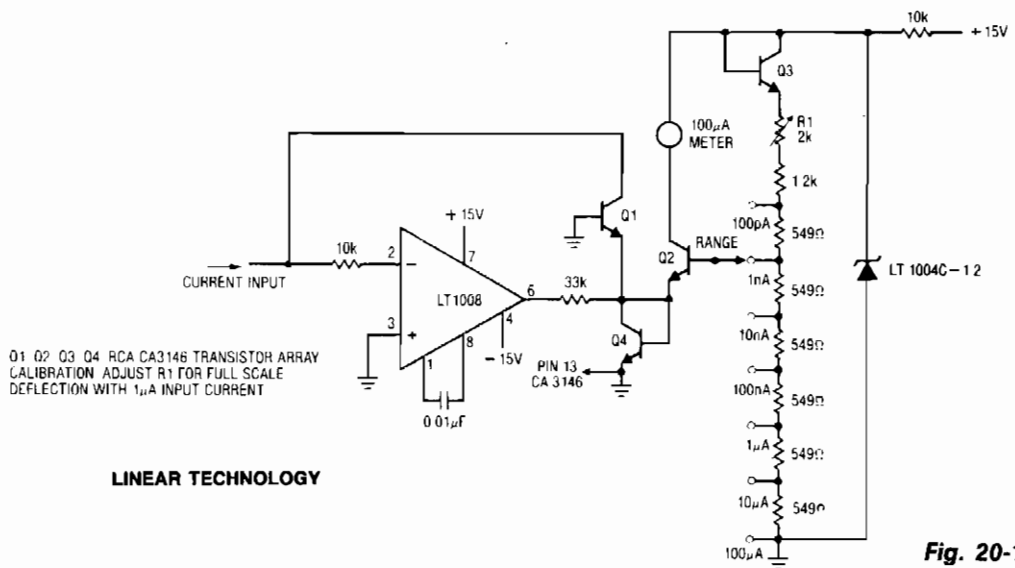 10k
+15V
Q3
R1
2k
100µA
METER
1 2k
100pA
549Ω
Q1
+15V
10k
2
−
7
CURRENT INPUT
LT1008
6
33k
Q2
RANGE
1nA
549Ω
LT 1004C-1 2
3
+
4
8
−15V
1
Q4
10nA
549Ω
PIN 13
CA 3146
100nA
549Ω
Q1 Q2 Q3 Q4 RCA CA3146 TRANSISTOR ARRAY
CALIBRATION ADJUST R1 FOR FULL SCALE
DEFLECTION WITH 1µA INPUT CURRENT
0 01µF
1µA
549Ω
LINEAR TECHNOLOGY
10µA
549Ω
100µA
Fig. 20-1